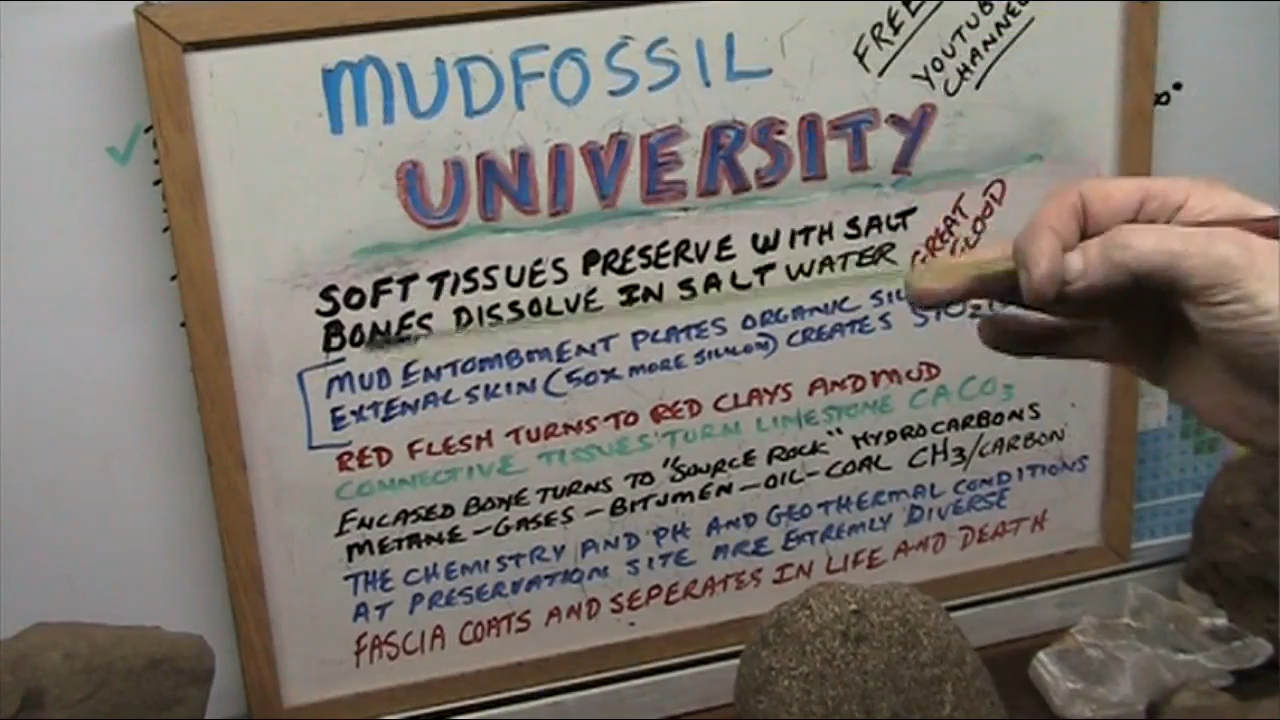 MUDFOSSIL
FREE
YOUTUBE
CHANNEL
UNIVERSITY
SOFT TISSUES PRESERVE WITH SALT
BONES DISSOLVE IN SALT WATER
GREAT
FLOOD
MUD ENTOMBMENT PLATES ORGANIC
EXTENAL SKIN (50X MORE SILICON) CREATES
RED FLESH TURNS TO RED CLAYS AND MUD
CONNECTIVE TISSUES TURN LIMESTONE CACO3
ENCASED BONE TURNS TO "SOURCE ROCK" HYDROCARBONS
METANE - GASES - BITUMEN - OIL - COAL CH3/CARBON
THE CHEMISTRY AND PH AND GEOTHERMAL CONDITIONS
AT PRESERVATION SITE ARE EXTREMLY DIVERSE
FASCIA COATS AND SEPERATES IN LIFE AND DEATH